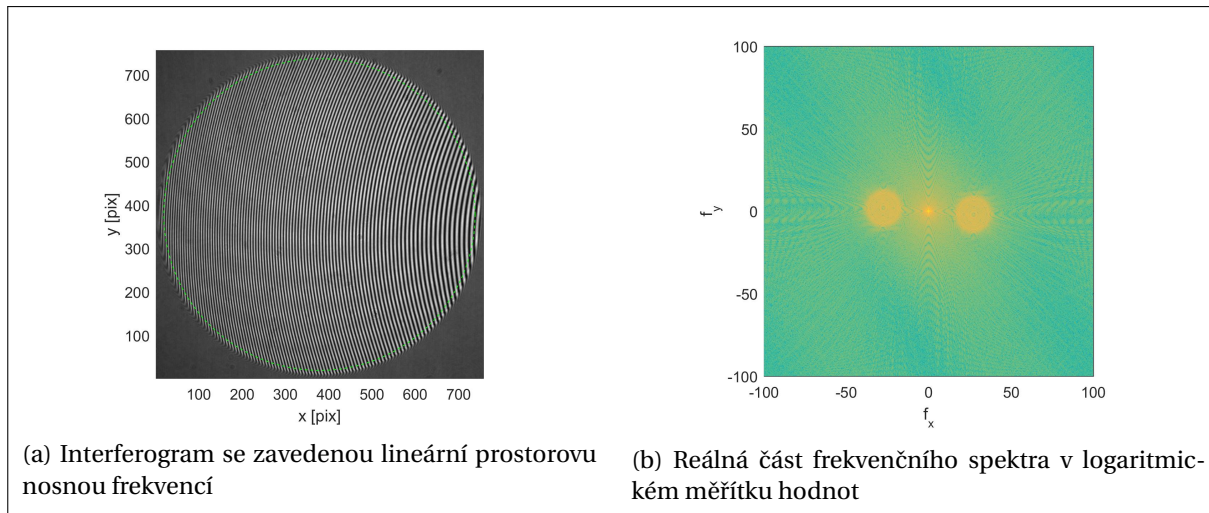 700
600
500
400
300
200
100
y [pix]
100 200 300 400 500 600 700
x [pix]
(a) Interferogram se zavedenou lineární prostorovu
nosnou frekvencí
100
50
0
-50
-100
f_y
-100 -50 0 50 100
f_x
(b) Reálná část frekvenčního spektra v logaritmic-
kém měřítku hodnot